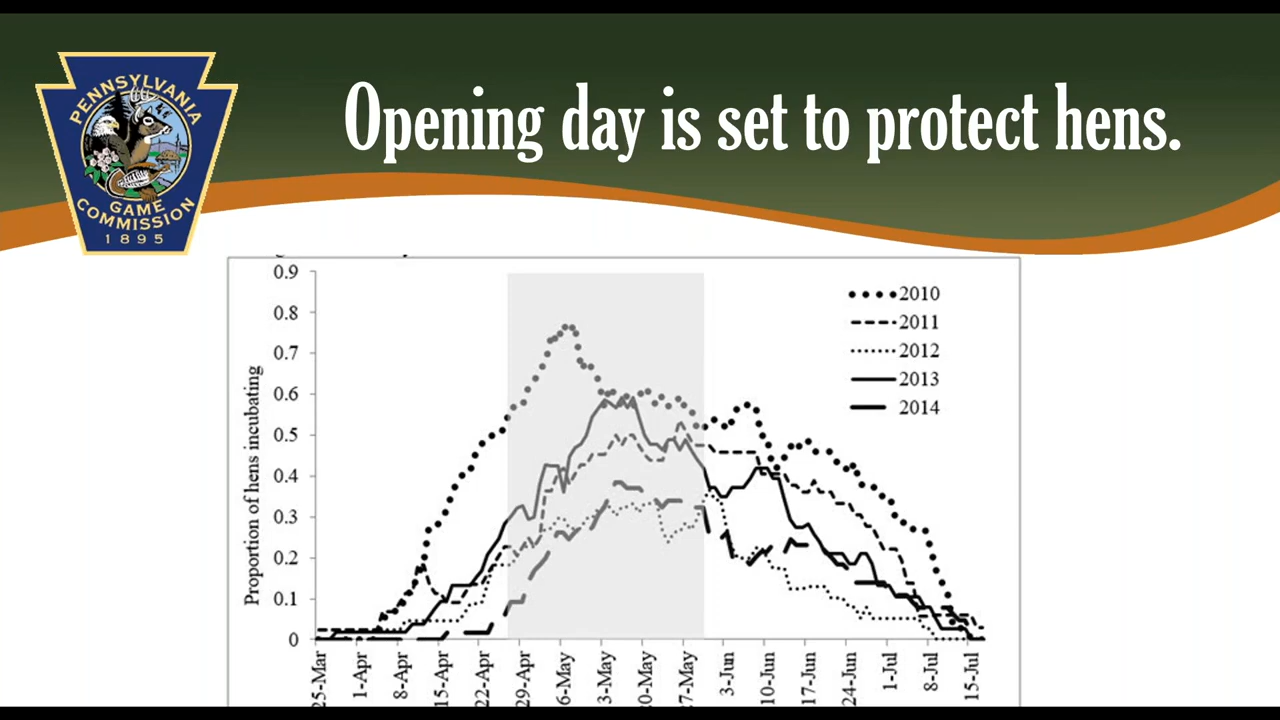 PENNSYLVANIA
GAME
COMMISSION
1895
Opening day is set to protect hens.
Proportion of hens incubating
0.9
0.8
0.7
0.6
0.5
0.4
0.3
0.2
0.1
0
2010
2011
2012
2013
2014
25-Mar
1-Apr
8-Apr
15-Apr
22-Apr
29-Apr
6-May
3-May
0-May
27-May
3-Jun
10-Jun
17-Jun
24-Jun
1-Jul
8-Jul
15-Jul